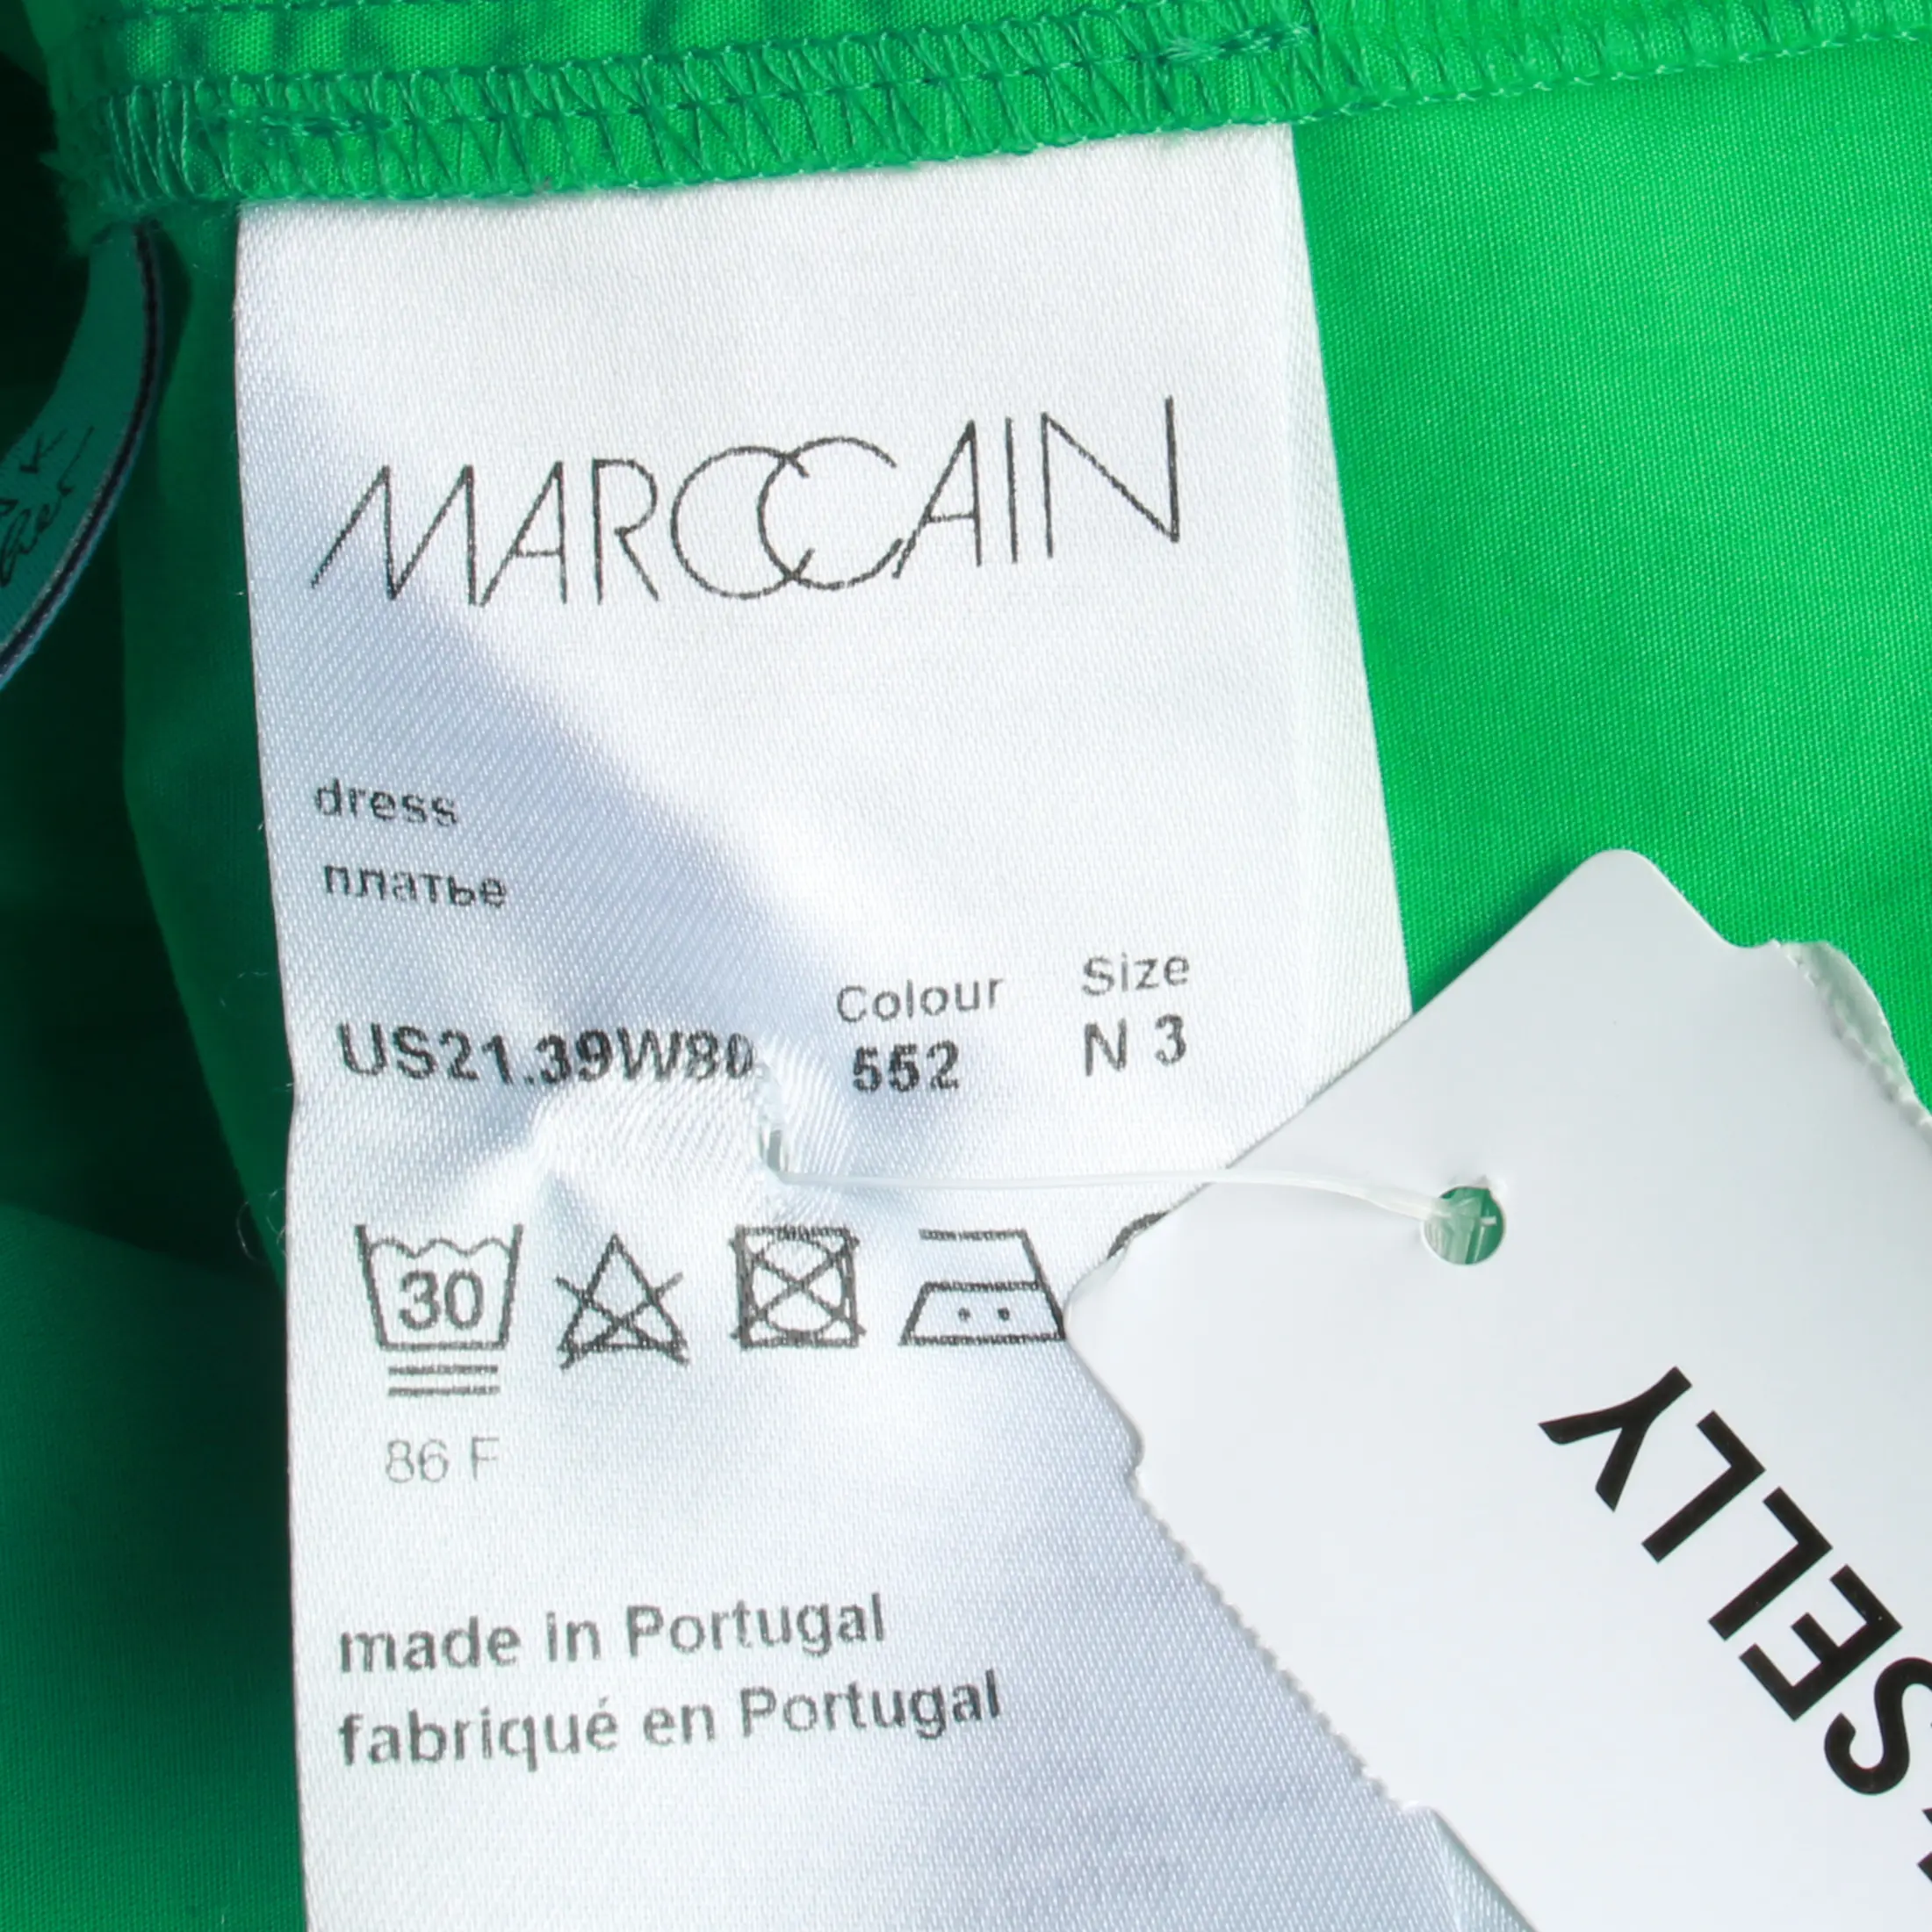 MARCCAIN
dress
платье
Colour Size
US21.39W80 552 N 3
30
86 F
made in Portugal
fabriqué en Portugal
SELLY